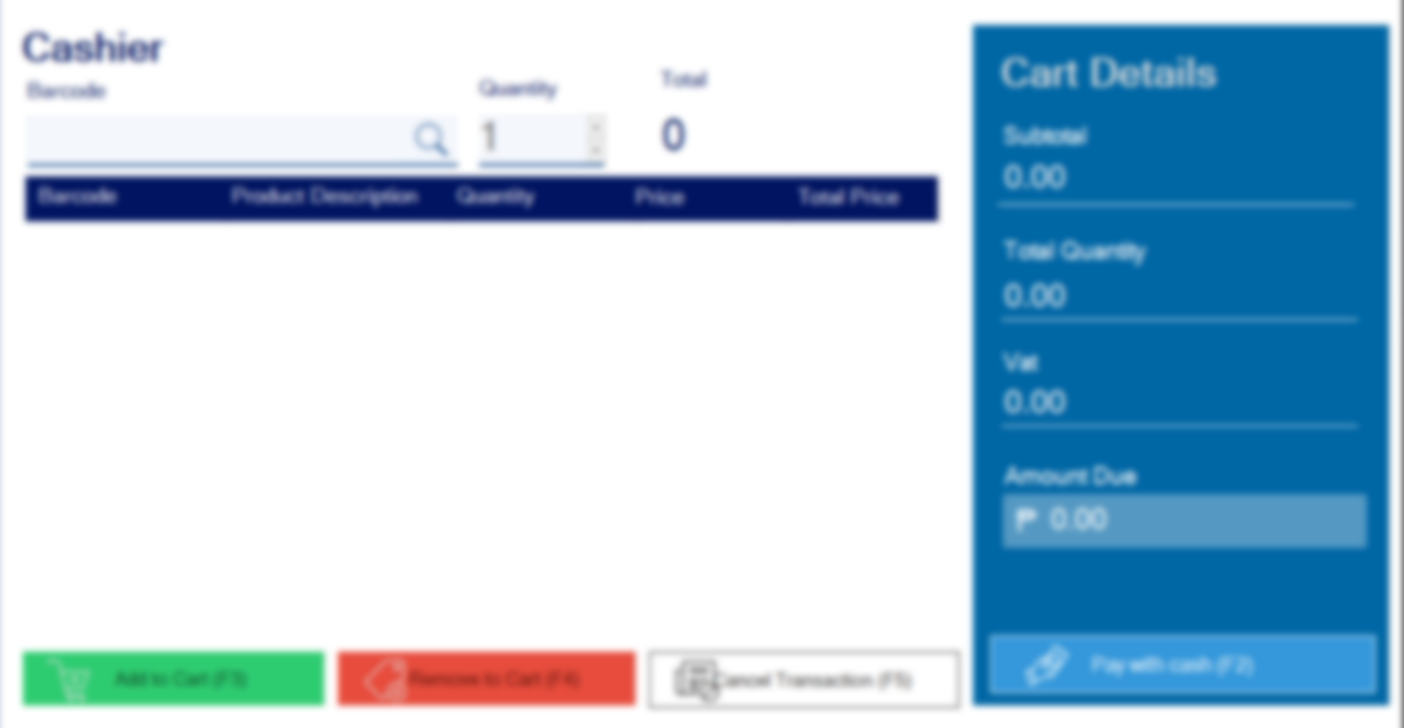 Cashier
Barcode Quantity Total
1 0
Barcode Product Description Quantity Price Total Price
Add to Cart (F3) Remove to Cart (F4) Cancel Transaction (F5)
Cart Details
Subtotal
0.00
Total Quantity
0.00
Vat
0.00
Amount Due
₱ 0.00
Pay with cash (F2)